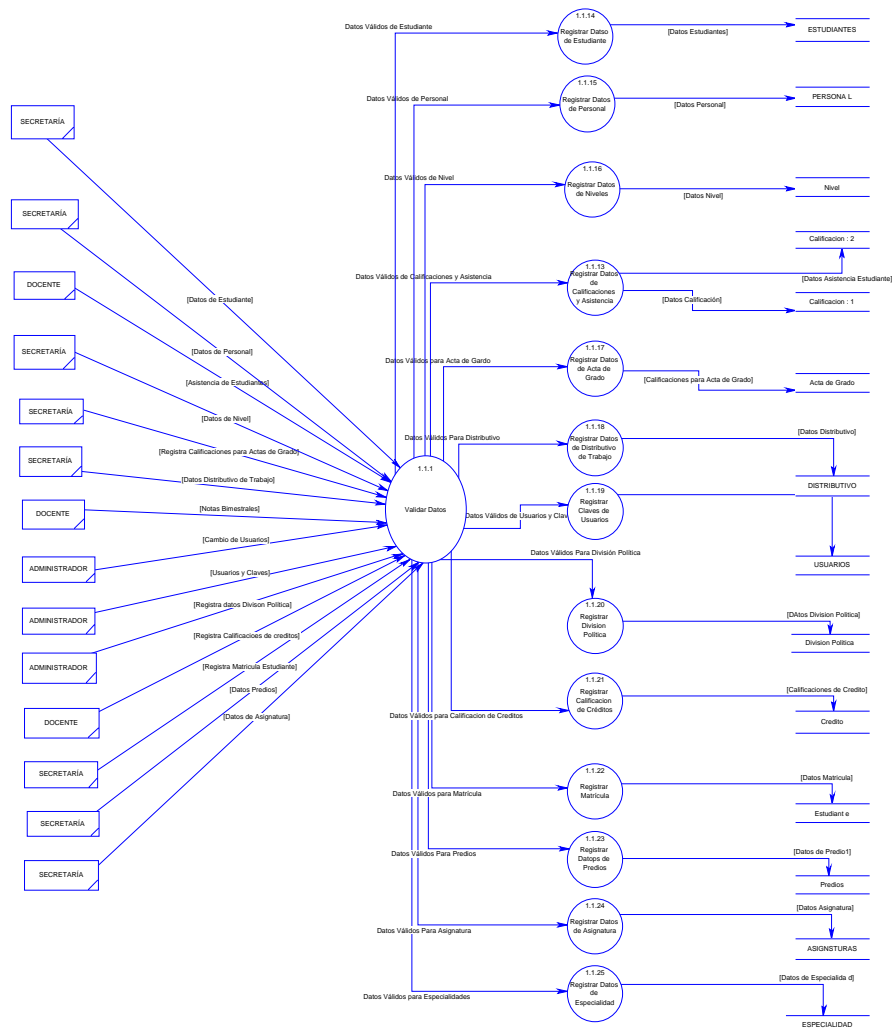 SECRETARÍA
SECRETARÍA
DOCENTE
SECRETARÍA
SECRETARÍA
SECRETARÍA
DOCENTE
ADMINISTRADOR
ADMINISTRADOR
ADMINISTRADOR
DOCENTE
SECRETARÍA
SECRETARÍA
SECRETARÍA
[Datos de Estudiante]
[Datos de Personal]
[Asistencia de Estudiantes]
[Datos de Nivel]
[Registra Calificaciones para Actas de Grado]
[Datos Distributivo de Trabajo]
[Notas Bimestrales]
[Cambio de Usuarios]
[Usuarios y Claves]
[Registra datos Divison Política]
[Registra Calificacioes de creditos]
[Registra Matricula Estudiante]
[Datos Predios]
[Datos de Asignatura]
1.1.1
Validar Datos
Datos Válidos de Estudiante
Datos Válidos de Personal
Datos Válidos de Nivel
Datos Válidos de Calificaciones y Asistencia
Datos Válidos para Acta de Gardo
Datos Válidos Para Distributivo
Datos Válidos de Usuarios y Clav
Datos Válidos Para División Política
Datos Válidos para Calificacion de Creditos
Datos Válidos para Matrícula
Datos Válidos Para Predios
Datos Válidos Para Asignatura
Datos Válidos para Especialidades
1.1.14
Registrar Datso
de Estudiante
1.1.15
Registrar Datos
de Personal
1.1.16
Registrar Datos
de Niveles
1.1.13
Registrar Datos
de
Calificaciones
y Asistencia
1.1.17
Registrar Datos
de Acta de
Grado
1.1.18
Registrar Datos
de Distributivo
de Trabajo
1.1.19
Registrar
Claves de
Usuarios
1.1.20
Registrar
Division
Política
1.1.21
Registrar
Calificacion
de Créditos
1.1.22
Registrar
Matrícula
1.1.23
Registrar
Datops de
Predios
1.1.24
Registrar Datos
de Asignatura
1.1.25
Registrar Datos
de
Especialidad
[Datos Estudiantes]
[Datos Personal]
[Datos Nivel]
[Datos Asistencia Estudiante]
[Datos Calificación]
[Calificaciones para Acta de Grado]
[Datos Distributivo]
[DAtos Division Politica]
[Calificaciones de Credito]
[Datos Matricula]
[Datos de Predio1]
[Datos Asignatura]
[Datos de Especialida d]
ESTUDIANTES
PERSONA L
Nivel
Calificacion : 2
Calificacion : 1
Acta de Grado
DISTRIBUTIVO
USUARIOS
Division Política
Credito
Estudiant e
Predios
ASIGNSTURAS
ESPECIALIDAD